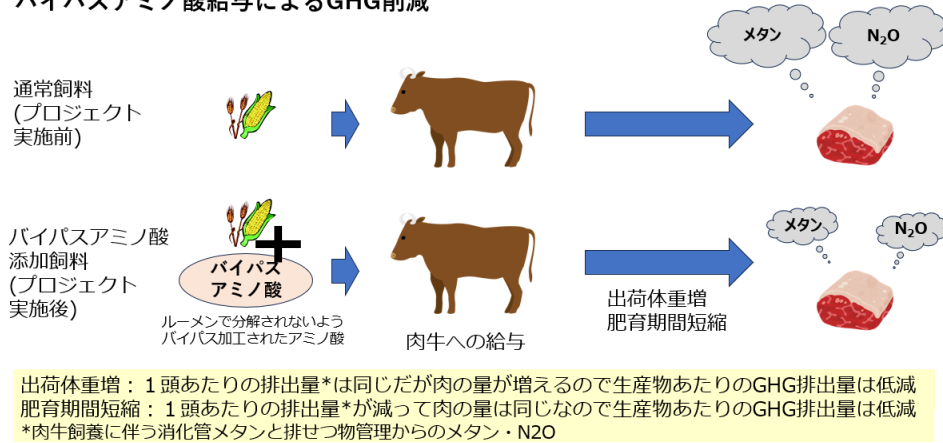 バイパスアミノ酸給与によるGHG削減
メタン
N₂O
通常飼料
(プロジェクト
実施前)
バイパスアミノ酸
添加飼料
(プロジェクト
実施後)
バイパス
アミノ酸
ルーメンで分解されないよう
バイパス加工されたアミノ酸
肉牛への給与
出荷体重増
肥育期間短縮
メタン
N₂O
出荷体重増：１頭あたりの排出量*は同じだが肉の量が増えるので生産物あたりのGHG排出量は低減
肥育期間短縮：１頭あたりの排出量*が減って肉の量は同じなので生産物あたりのGHG排出量は低減
*肉牛飼養に伴う消化管メタンと排せつ物管理からのメタン・N2O